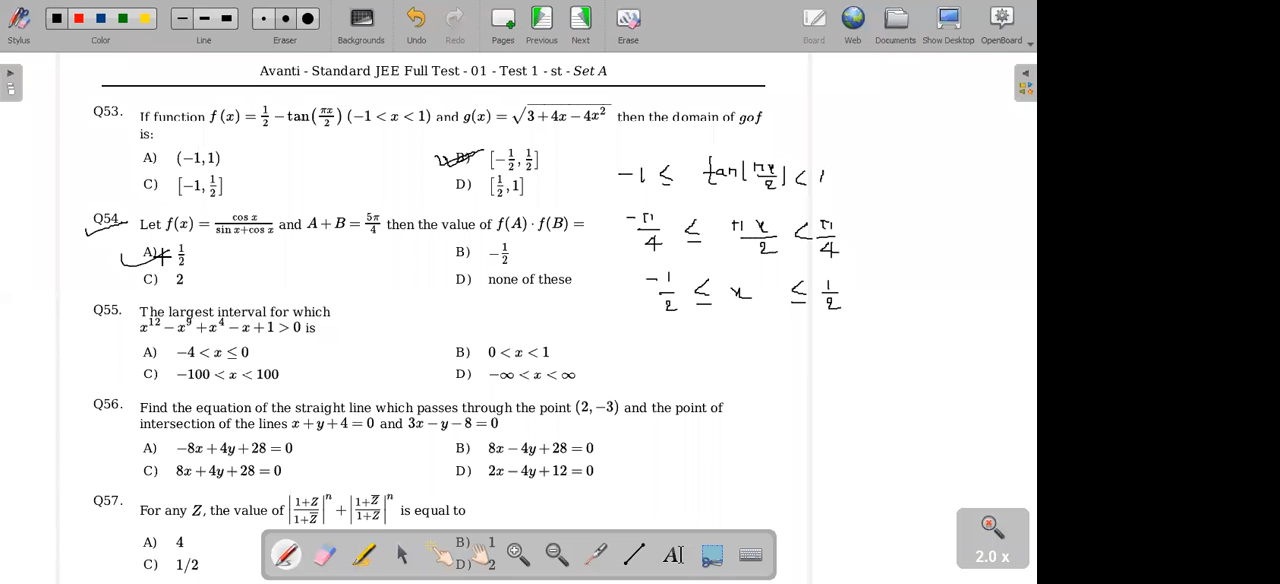 Stylus Color Line Eraser Backgrounds Undo Redo Pages Previous Next Erase Board Web Documents Show Desktop OpenBoard
Avanti - Standard JEE Full Test - 01 - Test 1 - st - Set A
Q53. If function f(x) = 1/2 − tan(πx/2) (−1 < x < 1) and g(x) = √(3 + 4x − 4x²) then the domain of gof
is:
A) (−1, 1) B) [−1/2, 1/2]
C) [−1, 1/2] D) [1/2, 1]
−1 ≤ tan[πx/2] < 1
−π/4 ≤ πx/2 < π/4
−1/2 ≤ x ≤ 1/2
Q54. Let f(x) = cos x/(sin x+cos x) and A + B = 5π/4 then the value of f(A) · f(B) =
A) 1/2 B) −1/2
C) 2 D) none of these
Q55. The largest interval for which
x¹² − x⁹ + x⁴ − x + 1 > 0 is
A) −4 < x ≤ 0 B) 0 < x < 1
C) −100 < x < 100 D) −∞ < x < ∞
Q56. Find the equation of the straight line which passes through the point (2, −3) and the point of
intersection of the lines x + y + 4 = 0 and 3x − y − 8 = 0
A) −8x + 4y + 28 = 0 B) 8x − 4y + 28 = 0
C) 8x + 4y + 28 = 0 D) 2x − 4y + 12 = 0
Q57. For any Z, the value of |(1+Z)/(1+Z̅)|ⁿ + |(1+Z̅)/(1+Z)|ⁿ is equal to
A) 4 B) 1
C) 1/2 D) 2
2.0 x